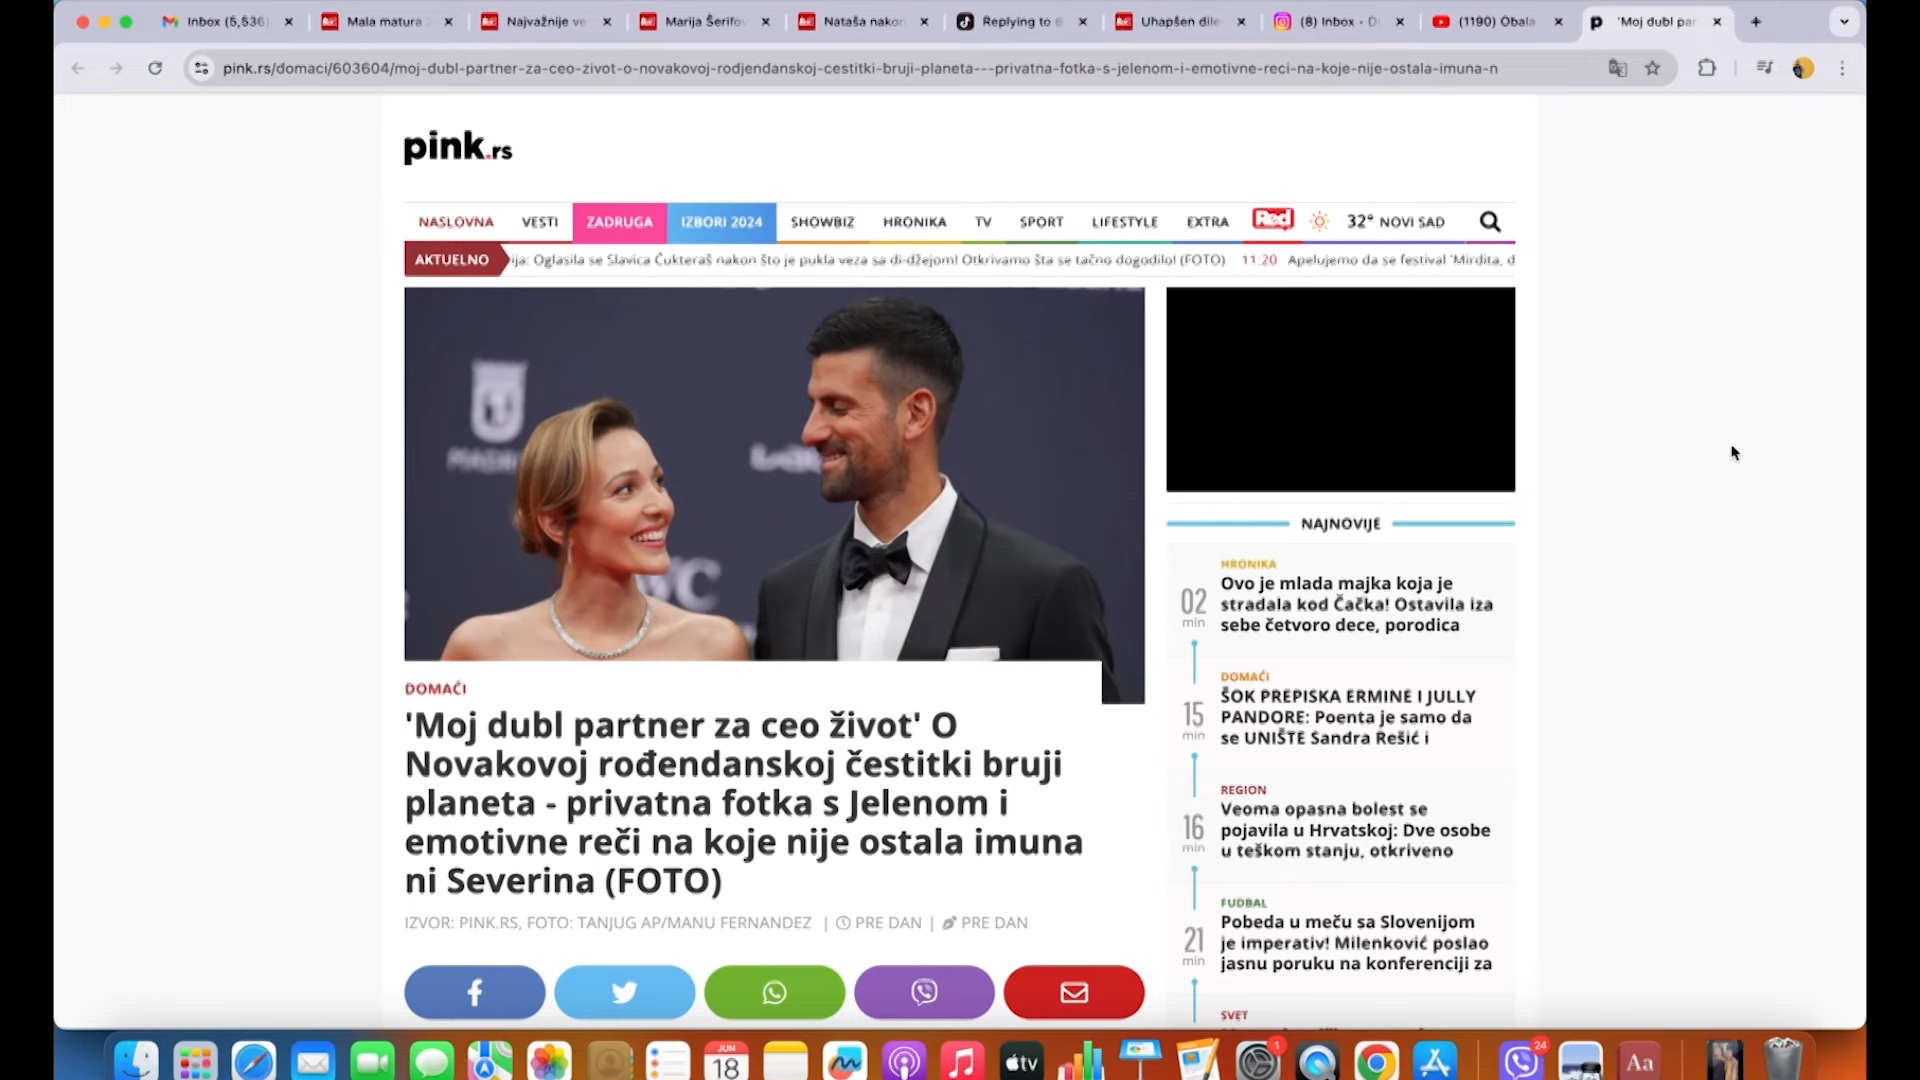 Inbox (5,536)
Mala matura
Najvažnije ve
Marija Šerifov
Nataša nakon
Replying to @
Uhapšen dile
(8) Inbox • Di
(1190) Obala
'Moj dubl par
pink.rs/domaci/603604/moj-dubl-partner-za-ceo-zivot-o-novakovoj-rodjendanskoj-cestitki-bruji-planeta---privatna-fotka-s-jelenom-i-emotivne-reci-na-koje-nije-ostala-imuna-n
pink.rs
NASLOVNA VESTI ZADRUGA IZBORI 2024 SHOWBIZ HRONIKA TV SPORT LIFESTYLE EXTRA Red 32° NOVI SAD
AKTUELNO ija: Oglasila se Slavica Ćukteraš nakon što je pukla veza sa di-džejom! Otkrivamo šta se tačno dogodilo! (FOTO) 11:20 Apelujemo da se festival 'Mirdita, d
'Moj dubl partner za ceo život' O
Novakovoj rođendanskoj čestitki bruji
planeta - privatna fotka s Jelenom i
emotivne reči na koje nije ostala imuna
ni Severina (FOTO)
DOMAĆI
IZVOR: PINK.RS, FOTO: TANJUG AP/MANU FERNANDEZ | PRE DAN | PRE DAN
NAJNOVIJE
HRONIKA
02 min
Ovo je mlada majka koja je
stradala kod Čačka! Ostavila iza
sebe četvoro dece, porodica
DOMAĆI
15 min
ŠOK PREPISKA ERMINE I JULLY
PANDORE: Poenta je samo da
se UNIŠTE Sandra Rešić i
REGION
16 min
Veoma opasna bolest se
pojavila u Hrvatskoj: Dve osobe
u teškom stanju, otkriveno
FUDBAL
21 min
Pobeda u meču sa Slovenijom
je imperativ! Milenković poslao
jasnu poruku na konferenciji za
SVET
JUN
18
tv
1
24
Aa